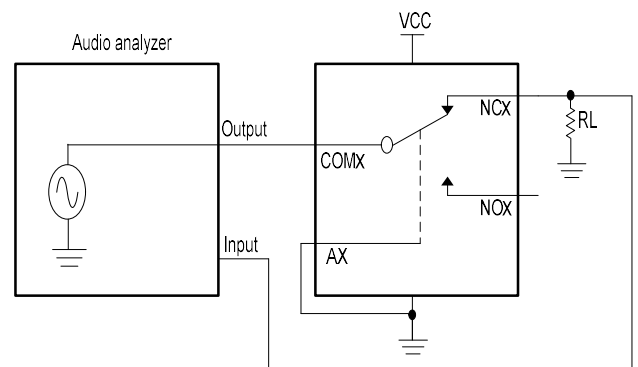 VCC
Audio analyzer
NCX
RL
Output
COMX
NOX
Input
AX